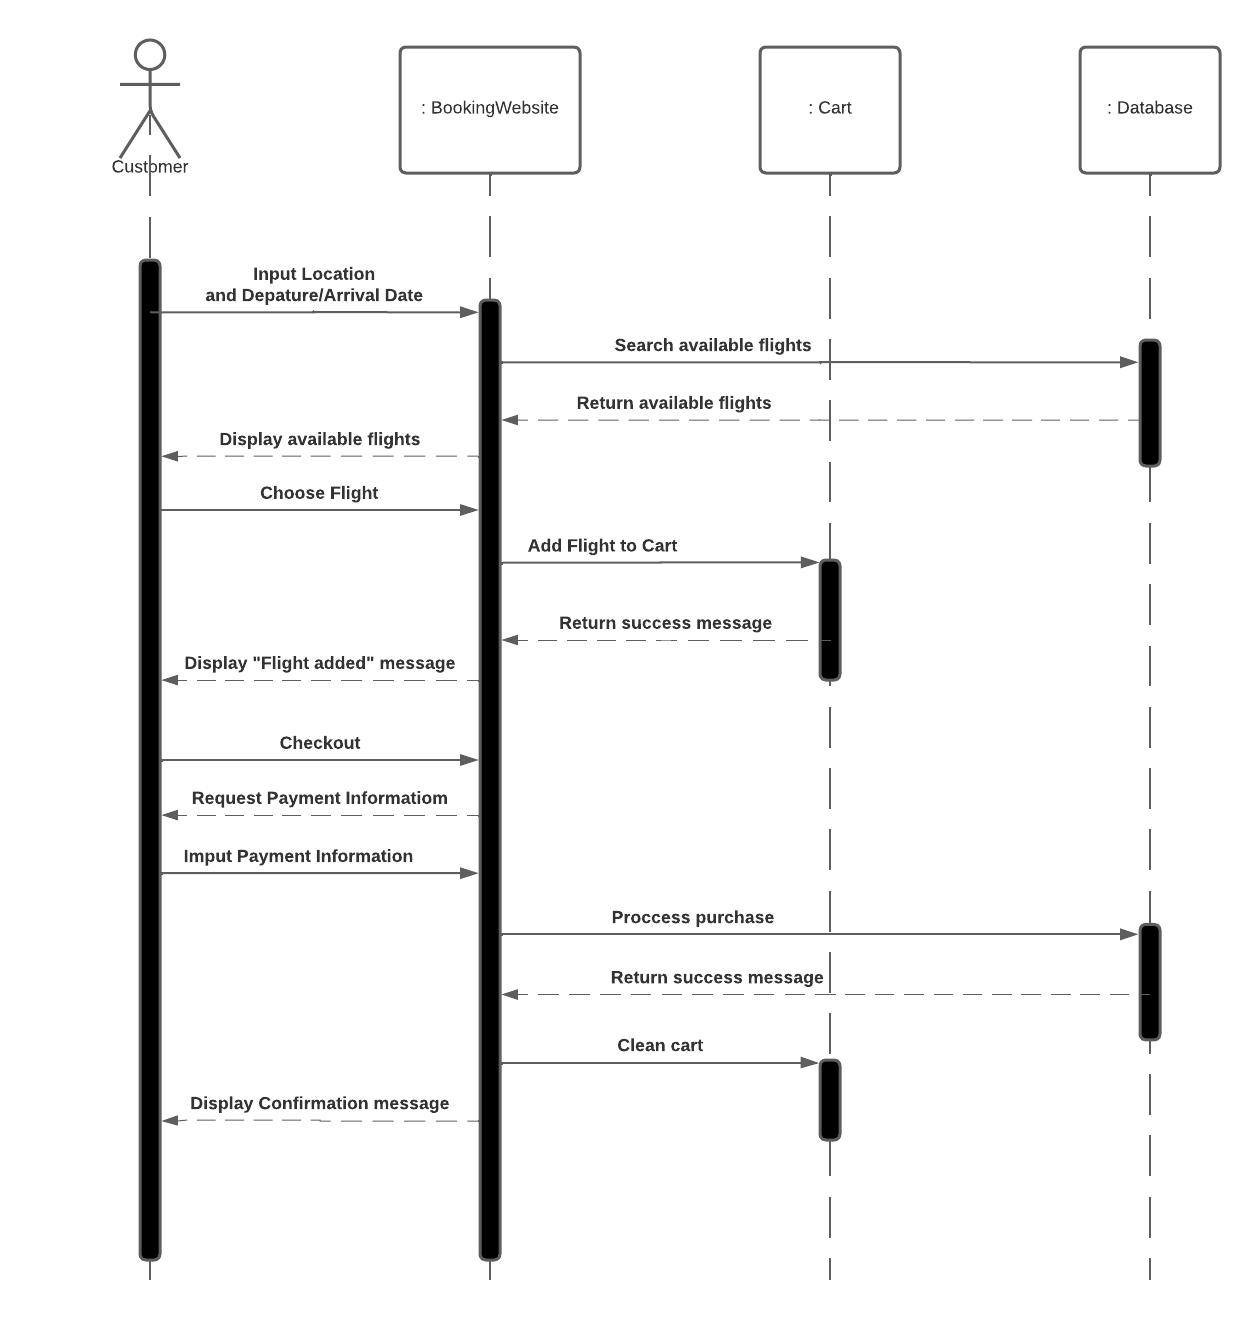 Customer
: BookingWebsite
: Cart
: Database
Input Location
and Depature/Arrival Date
Search available flights
Return available flights
Display available flights
Choose Flight
Add Flight to Cart
Return success message
Display "Flight added" message
Checkout
Request Payment Informatiom
Imput Payment Information
Proccess purchase
Return success message
Clean cart
Display Confirmation message